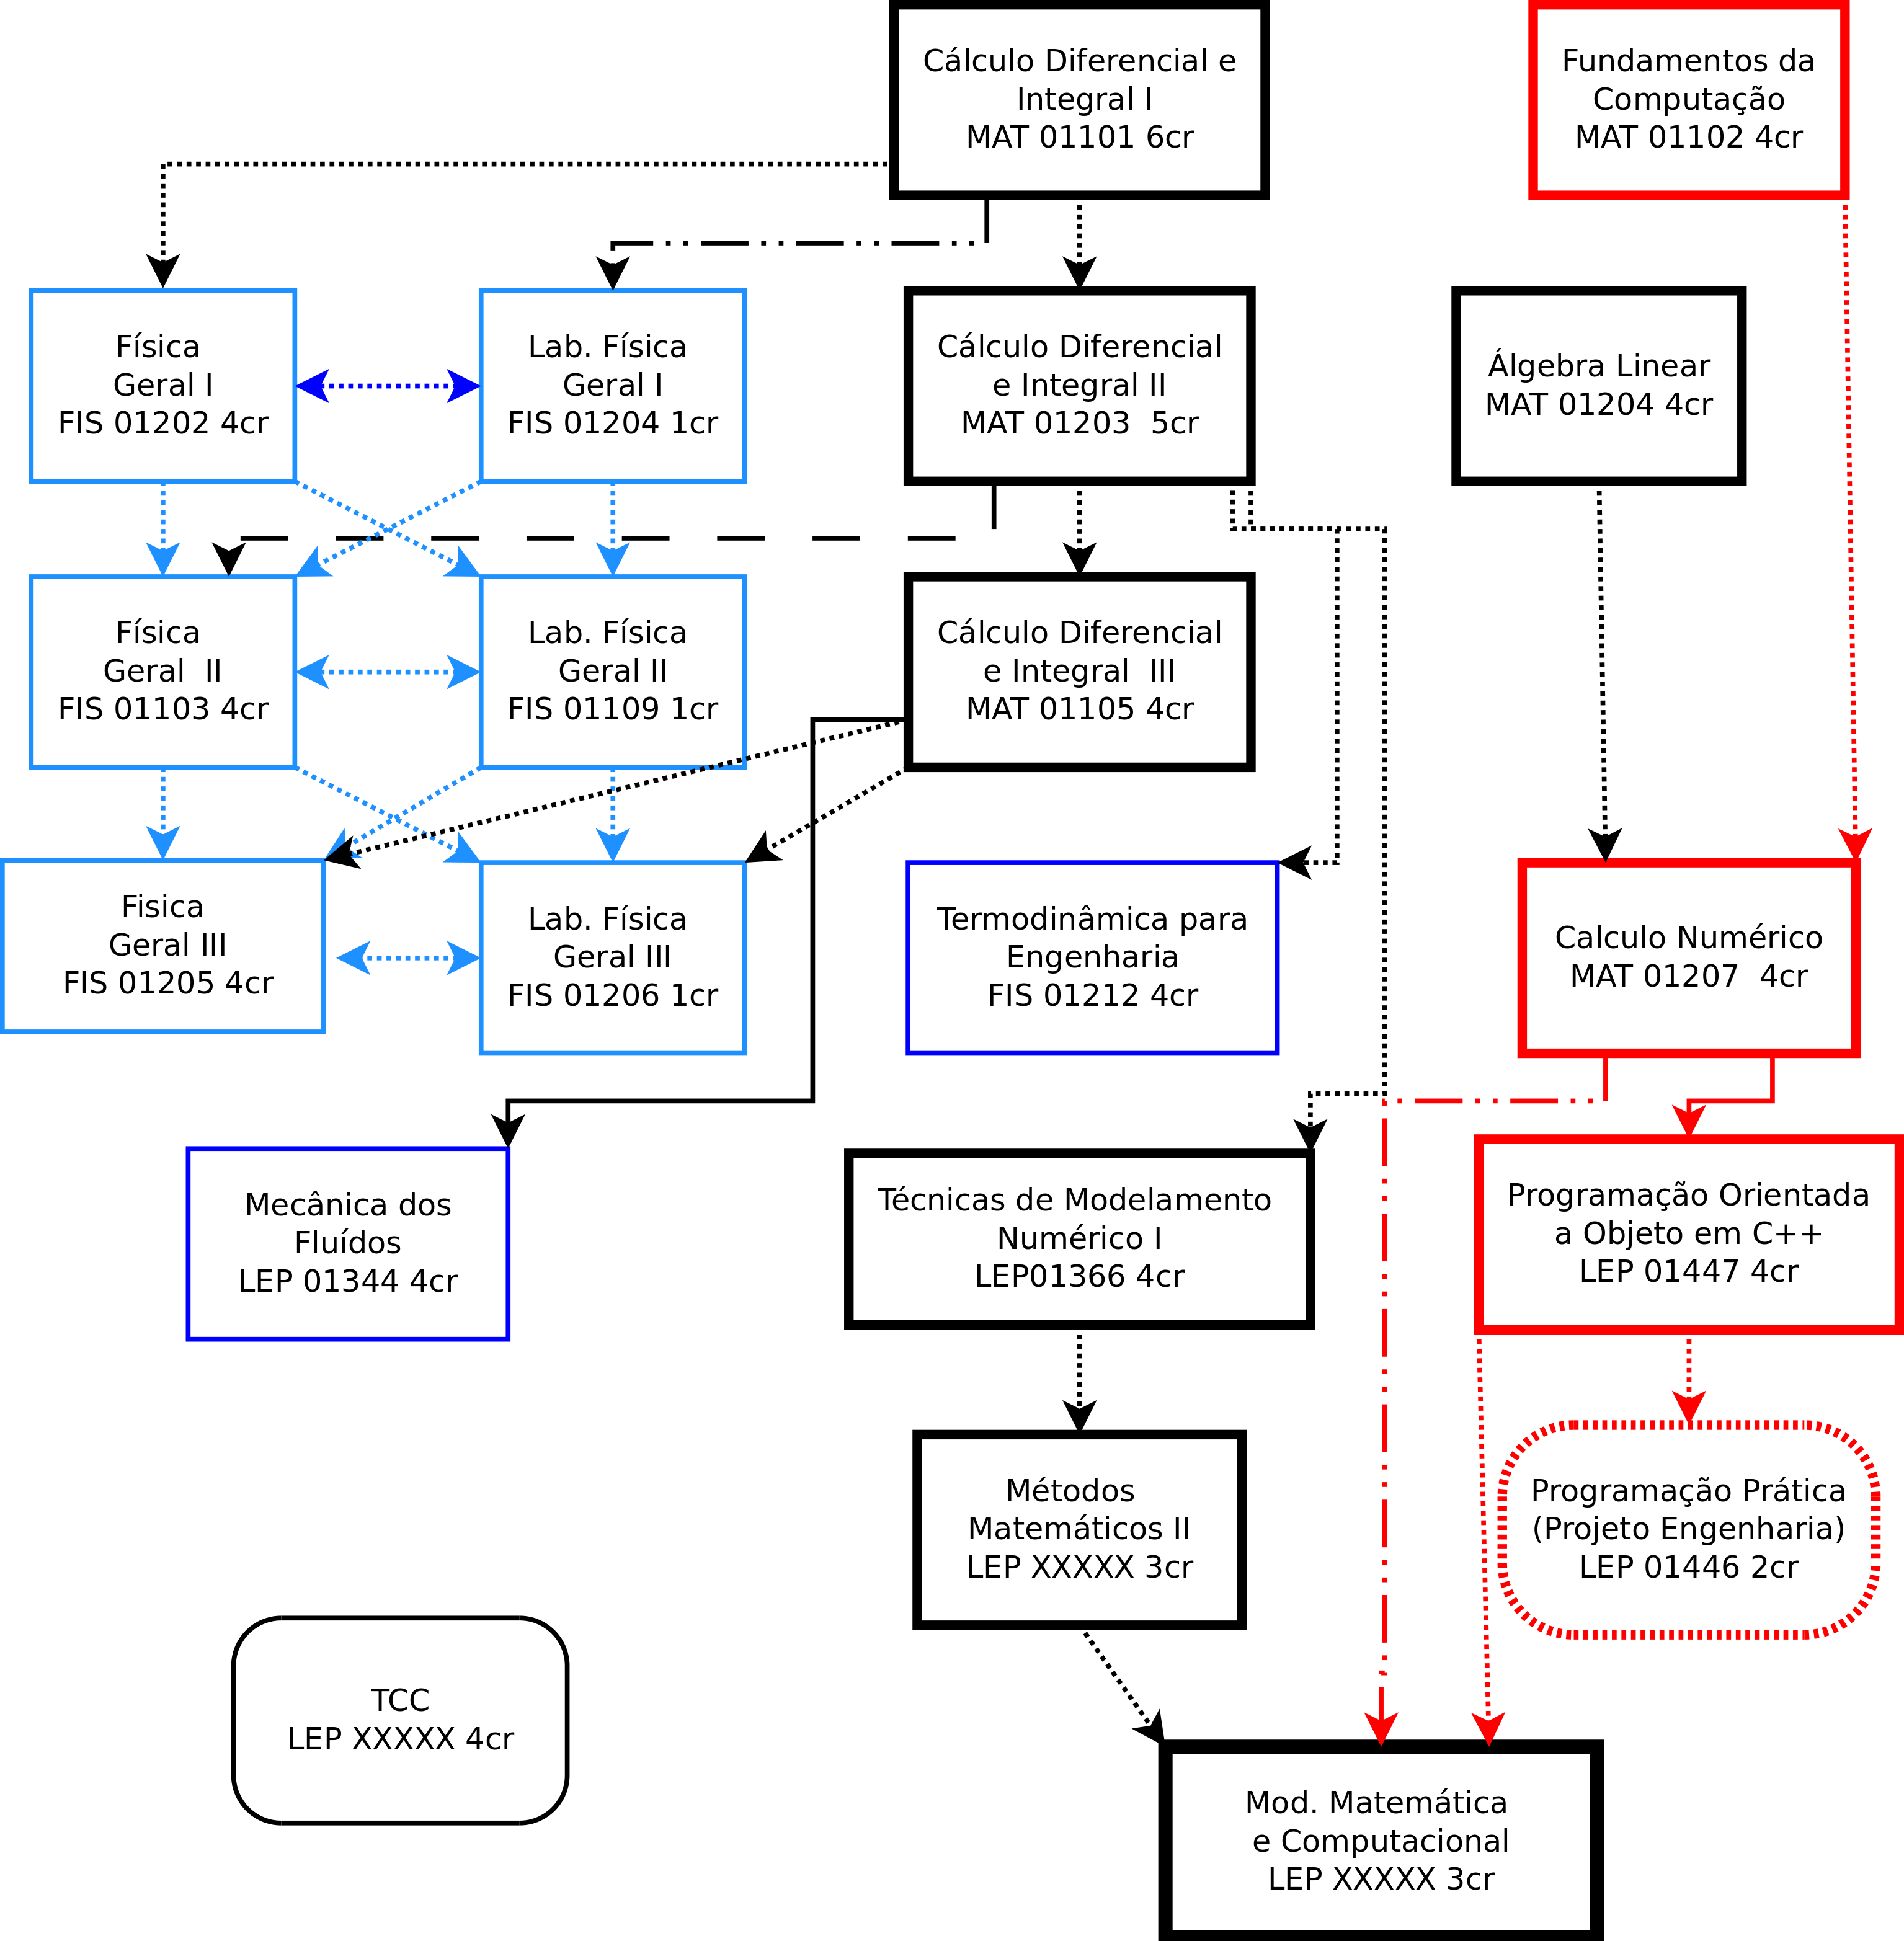 Cálculo Diferencial e
Integral I
MAT 01101 6cr
Fundamentos da
Computação
MAT 01102 4cr
Física
Geral I
FIS 01202 4cr
Lab. Física
Geral I
FIS 01204 1cr
Cálculo Diferencial
e Integral II
MAT 01203  5cr
Álgebra Linear
MAT 01204 4cr
Física
Geral  II
FIS 01103 4cr
Lab. Física
Geral II
FIS 01109 1cr
Cálculo Diferencial
e Integral  III
MAT 01105 4cr
Fisica
Geral III
FIS 01205 4cr
Lab. Física
Geral III
FIS 01206 1cr
Termodinâmica para
Engenharia
FIS 01212 4cr
Calculo Numérico
MAT 01207  4cr
Mecânica dos
Fluídos
LEP 01344 4cr
Técnicas de Modelamento
Numérico I
LEP01366 4cr
Programação Orientada
a Objeto em C++
LEP 01447 4cr
Métodos
Matemáticos II
LEP XXXXX 3cr
Programação Prática
(Projeto Engenharia)
LEP 01446 2cr
TCC
LEP XXXXX 4cr
Mod. Matemática
e Computacional
LEP XXXXX 3cr